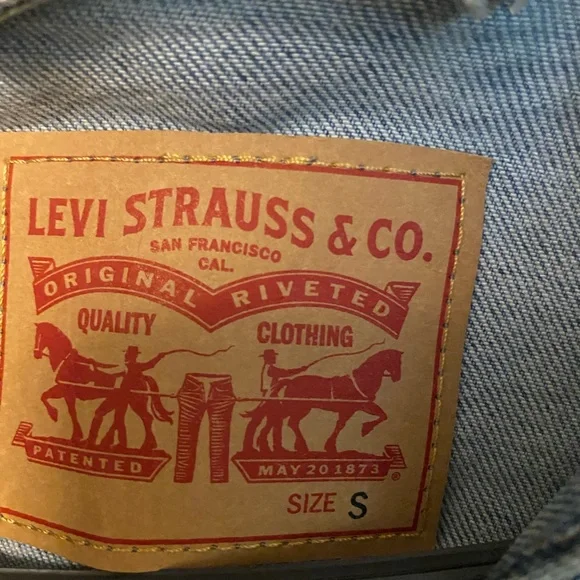 LEVI STRAUSS & CO.
SAN FRANCISCO
CAL.
ORIGINAL RIVETED
QUALITY CLOTHING
PATENTED MAY 20 1873 ®
SIZE S